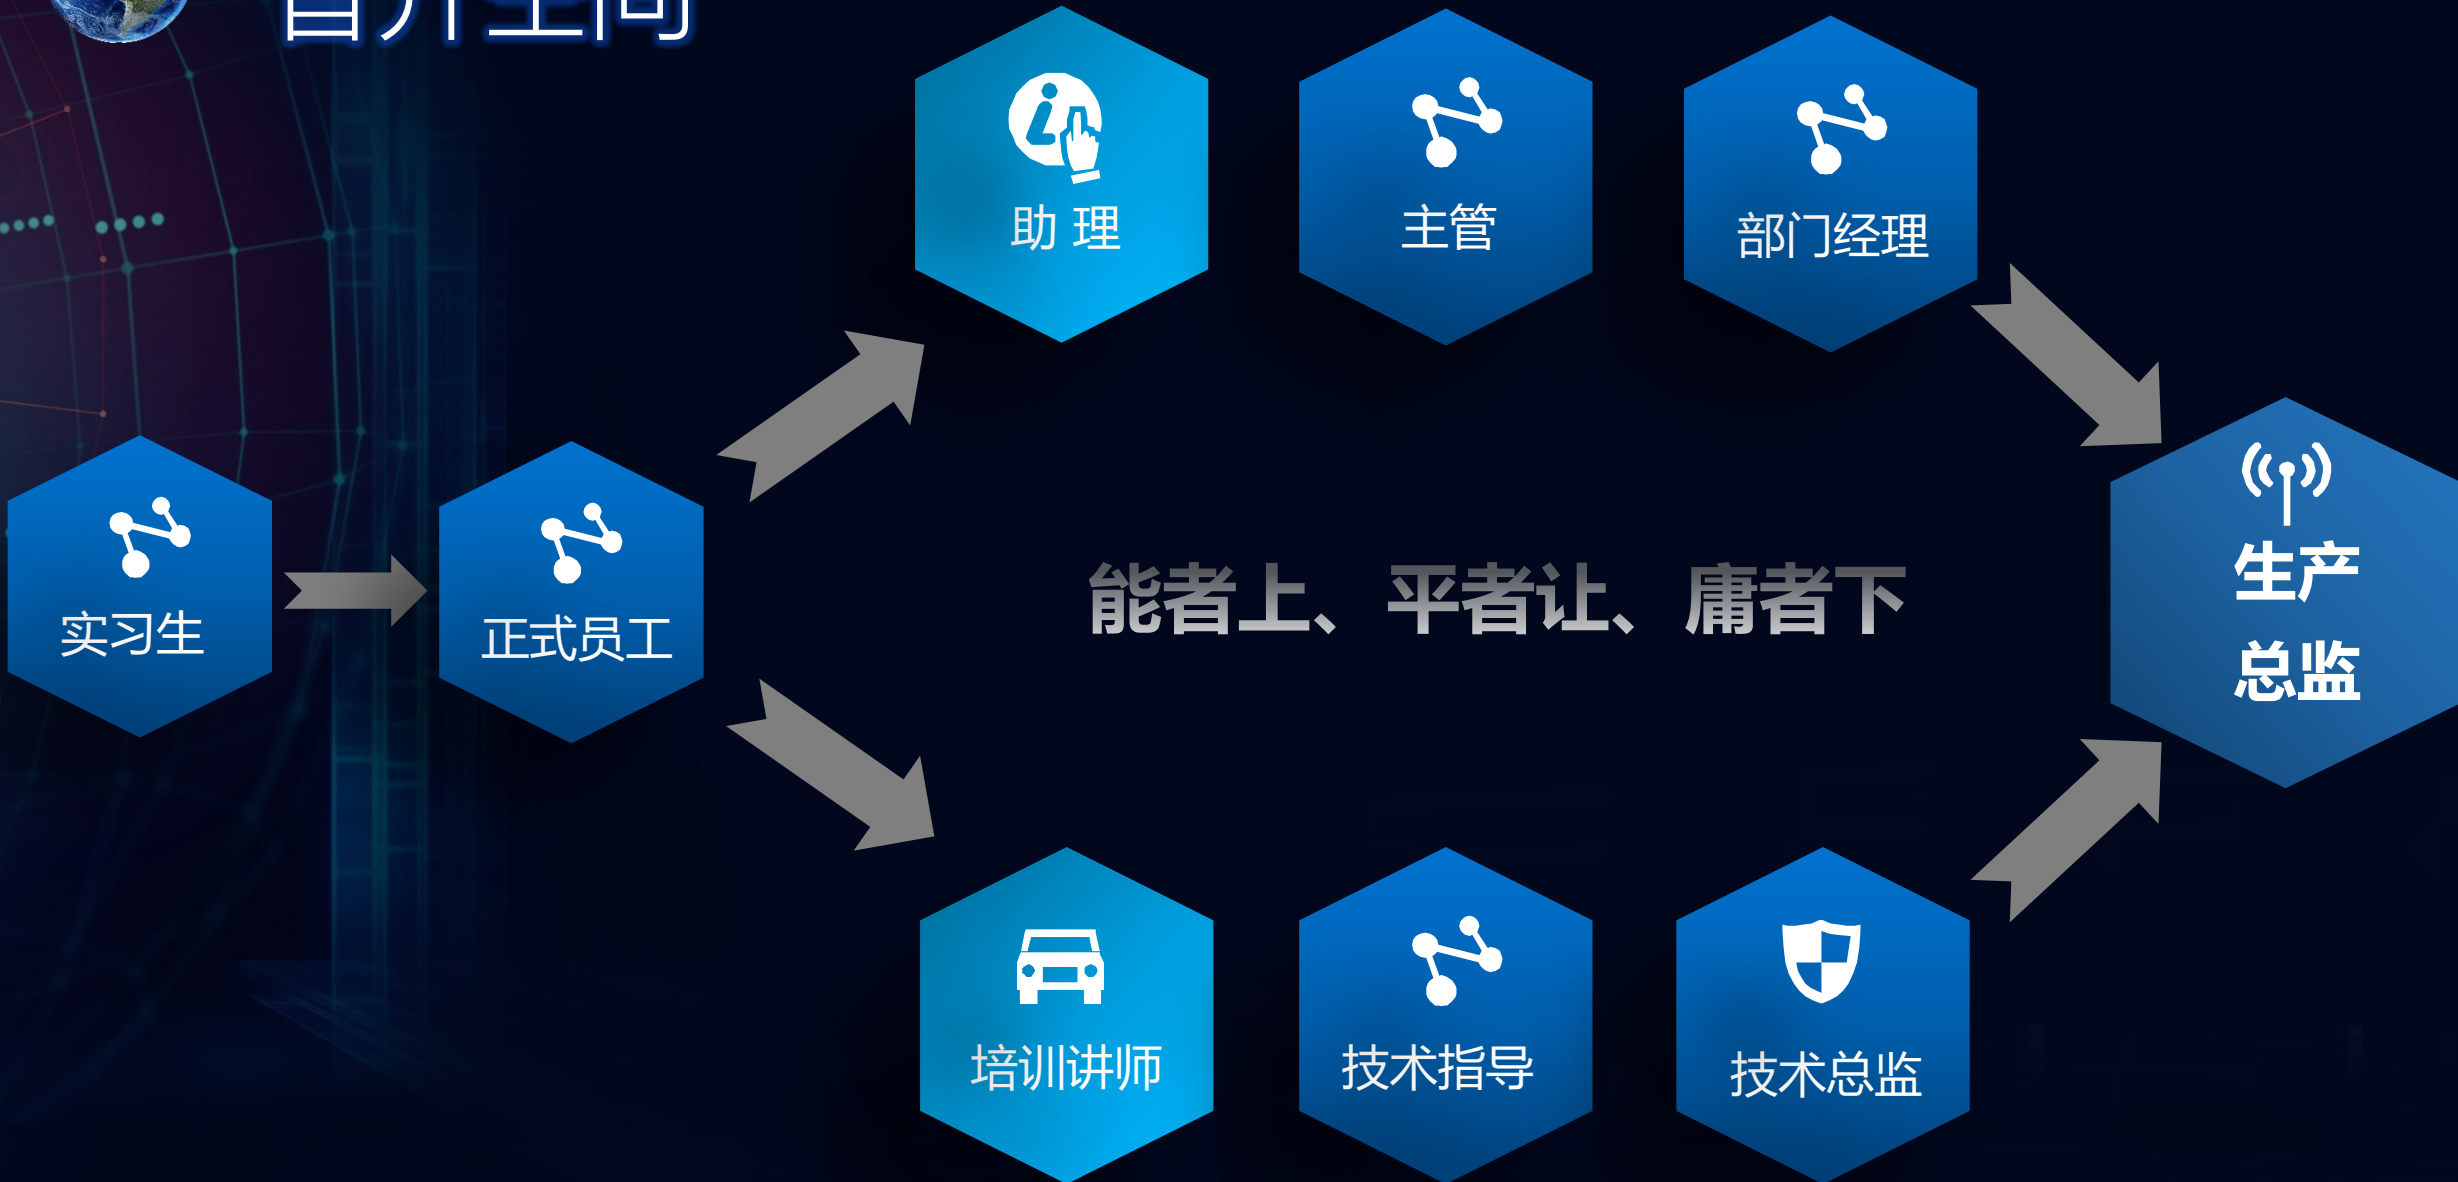 助 理
主管
部门经理
实习生
正式员工
能者上、平者让、庸者下
生产
总监
培训讲师
技术指导
技术总监